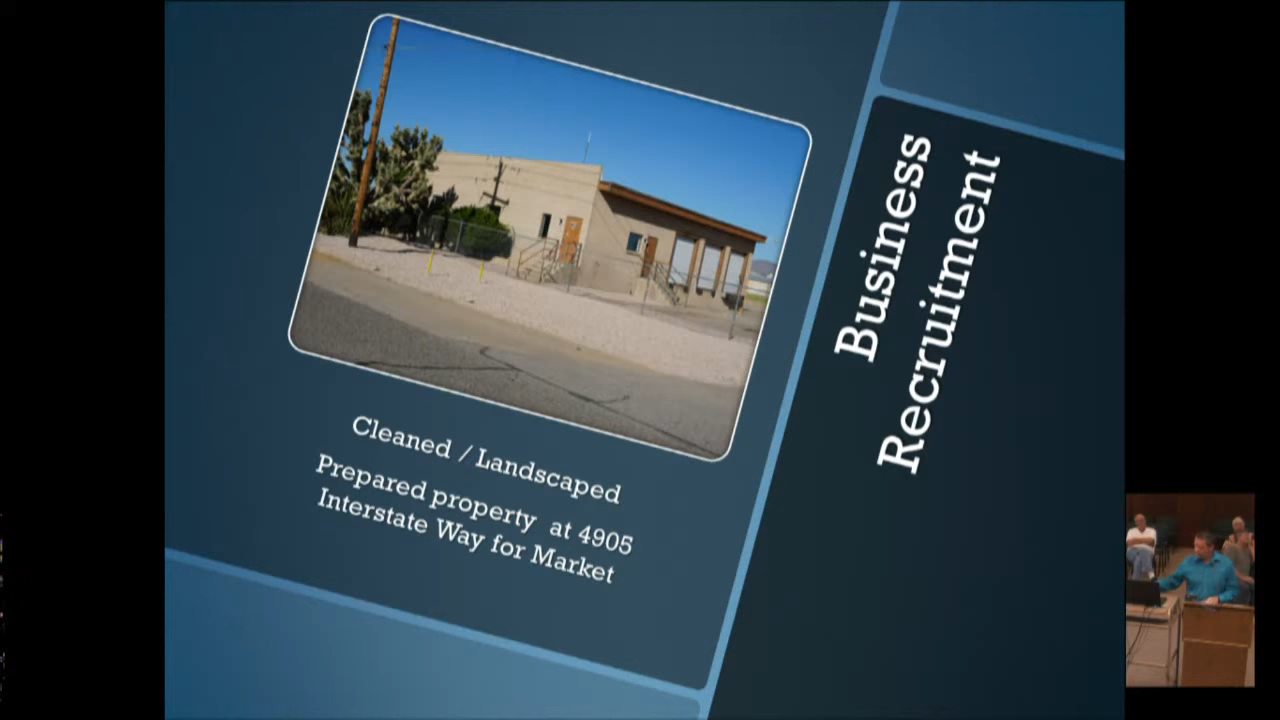 Business
Recruitment
Cleaned / Landscaped
Prepared property at 4905
Interstate Way for Market